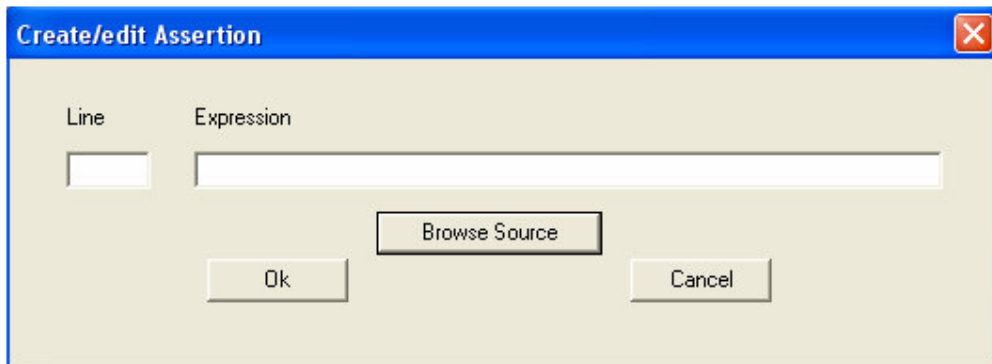 Create/edit Assertion
Line Expression
Browse Source
Ok Cancel